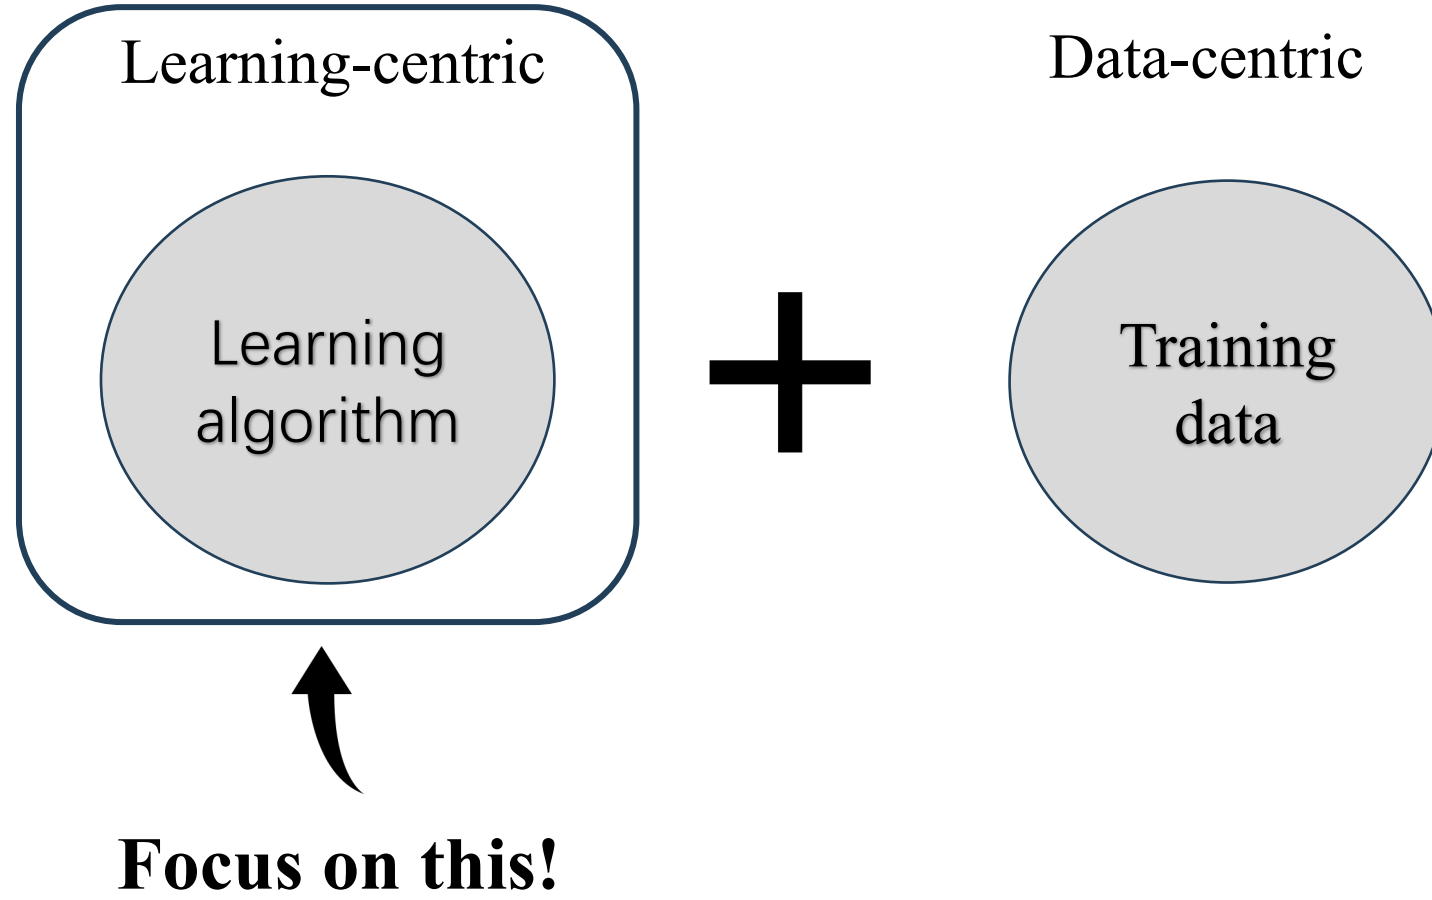 Learning-centric
Data-centric
Learning
algorithm
Training
data
Focus on this!